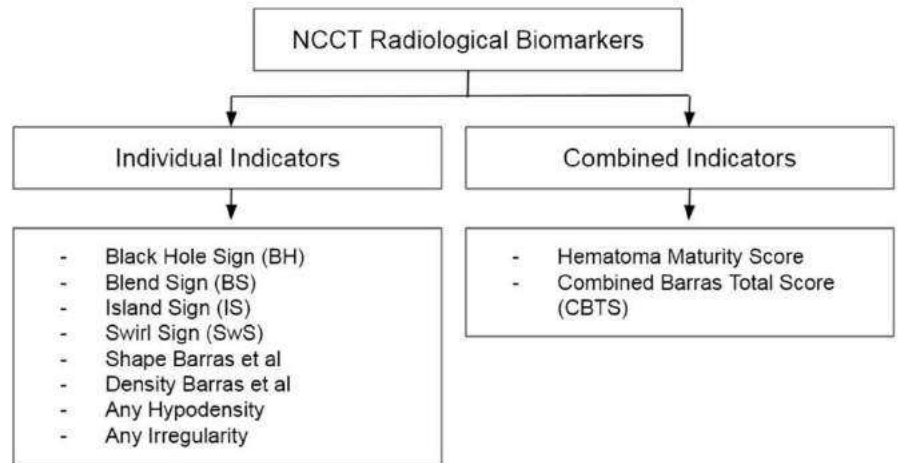 NCCT Radiological Biomarkers
Individual Indicators
Combined Indicators
- Black Hole Sign (BH)
- Blend Sign (BS)
- Island Sign (IS)
- Swirl Sign (SwS)
- Shape Barras et al
- Density Barras et al
- Any Hypodensity
- Any Irregularity
- Hematoma Maturity Score
- Combined Barras Total Score
(CBTS)